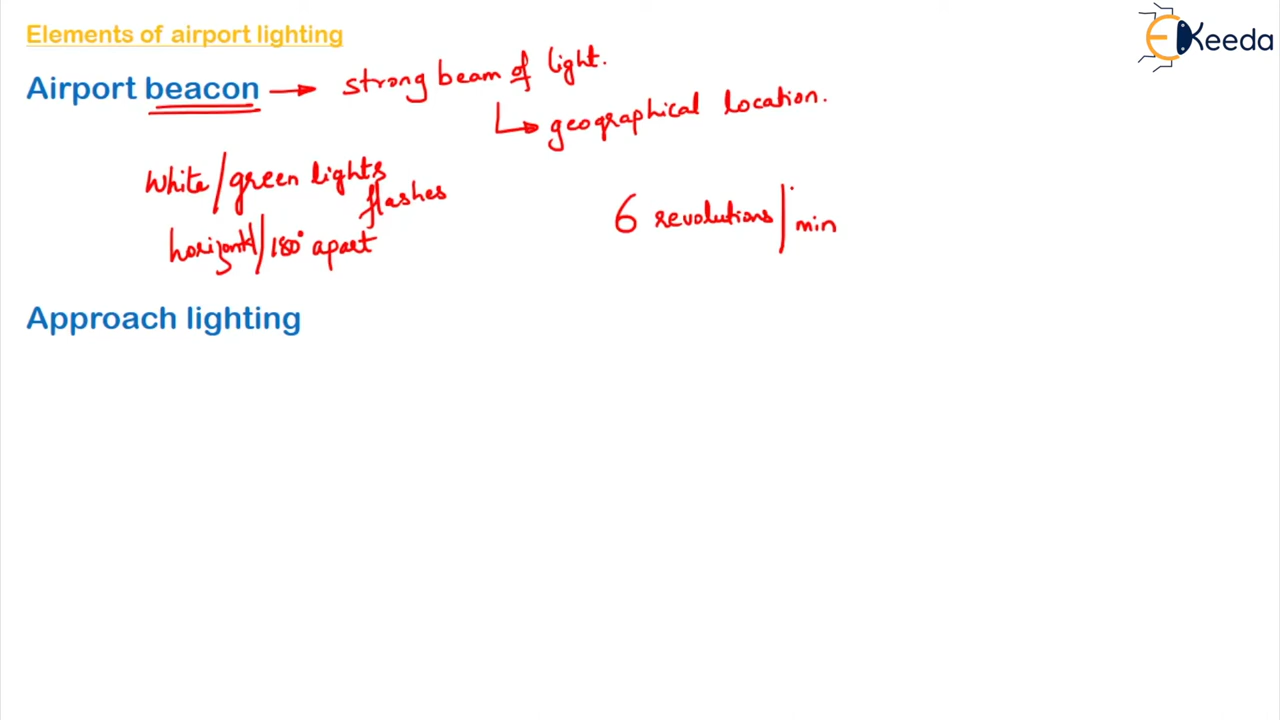 Elements of airport lighting
EKeeda
Airport beacon → strong beam of light.
↳ geographical location.
white/green lights
flashes
horizontal/180° apart
6 revolutions/min
Approach lighting